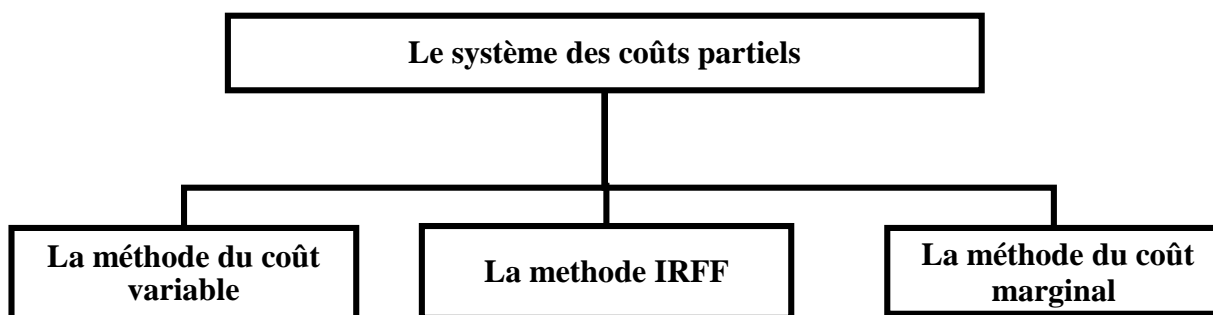 Le système des coûts partiels
La méthode du coût
variable
La methode IRFF
La méthode du coût
marginal